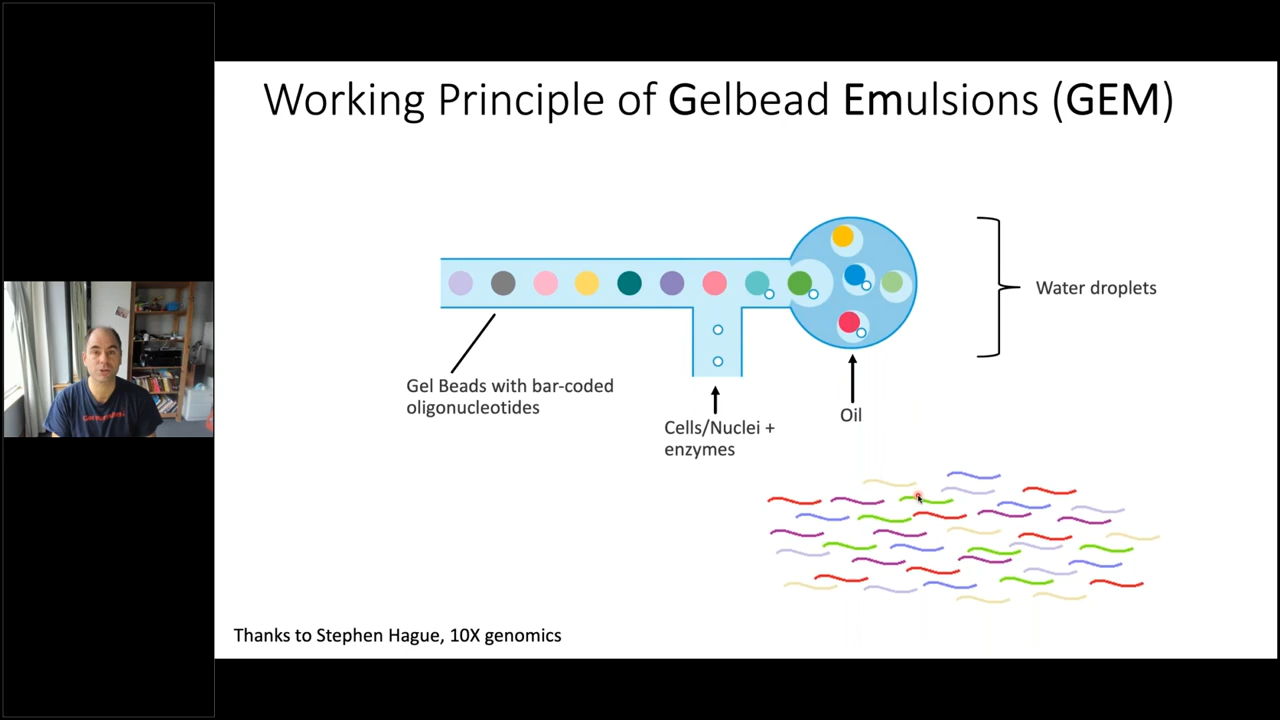 Working Principle of Gelbead Emulsions (GEM)
Water droplets
Gel Beads with bar-coded
oligonucleotides
Cells/Nuclei +
enzymes
Oil
Thanks to Stephen Hague, 10X genomics